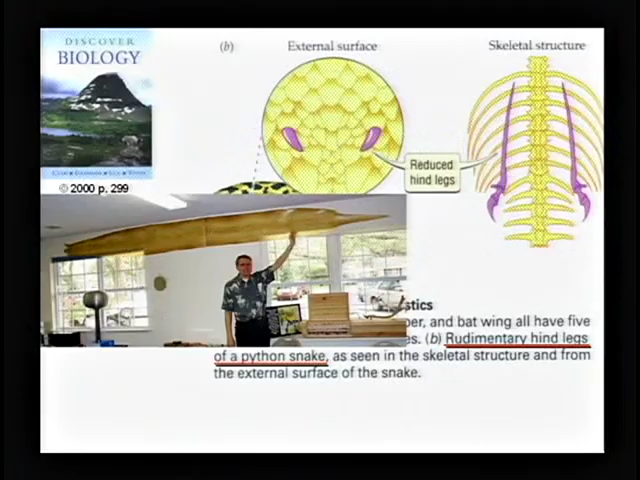 DISCOVER
BIOLOGY
© 2000 p. 299
(b)
External surface
Skeletal structure
Reduced
hind legs
stics
per, and bat wing all have five
es. (b) Rudimentary hind legs
of a python snake, as seen in the skeletal structure and from
the external surface of the snake.